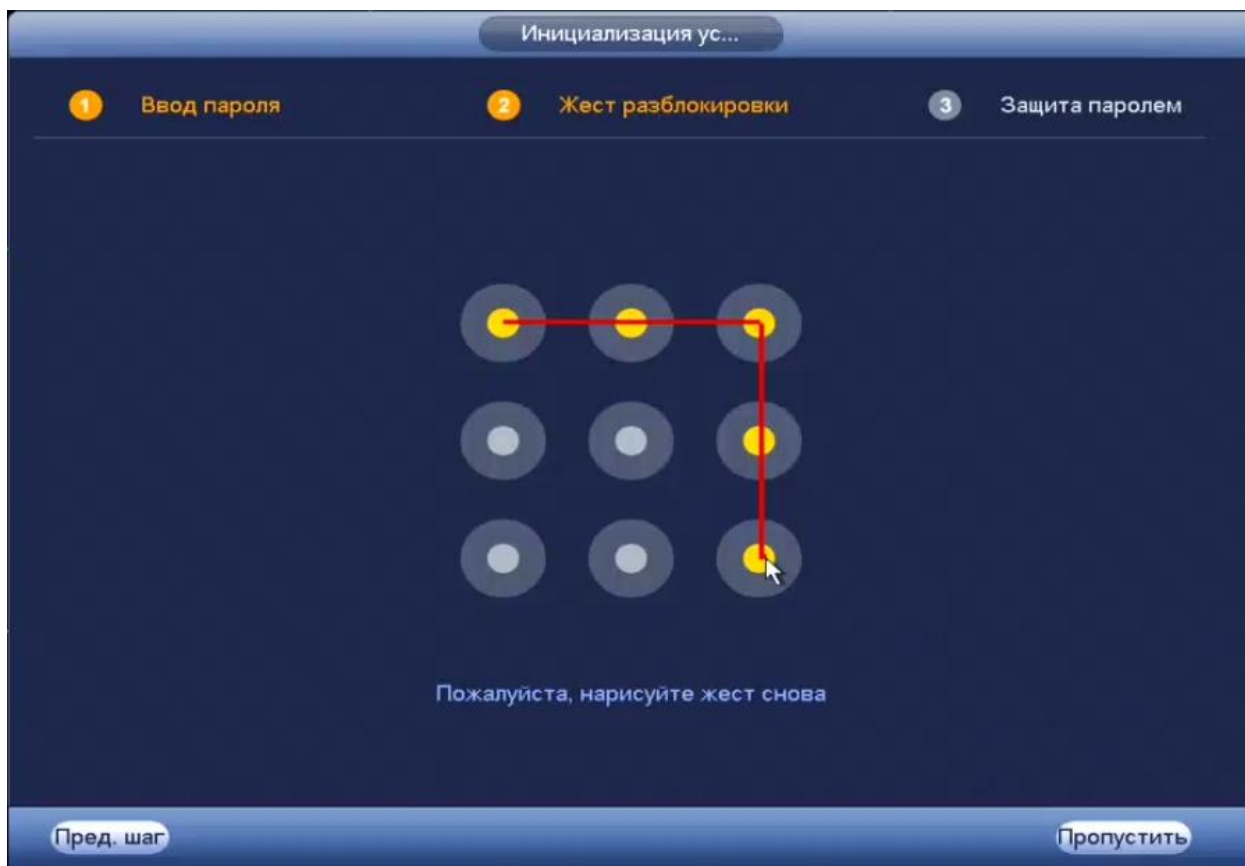 Инициализация ус...
1 Ввод пароля 2 Жест разблокировки 3 Защита паролем
Пожалуйста, нарисуйте жест снова
Пред. шаг Пропустить